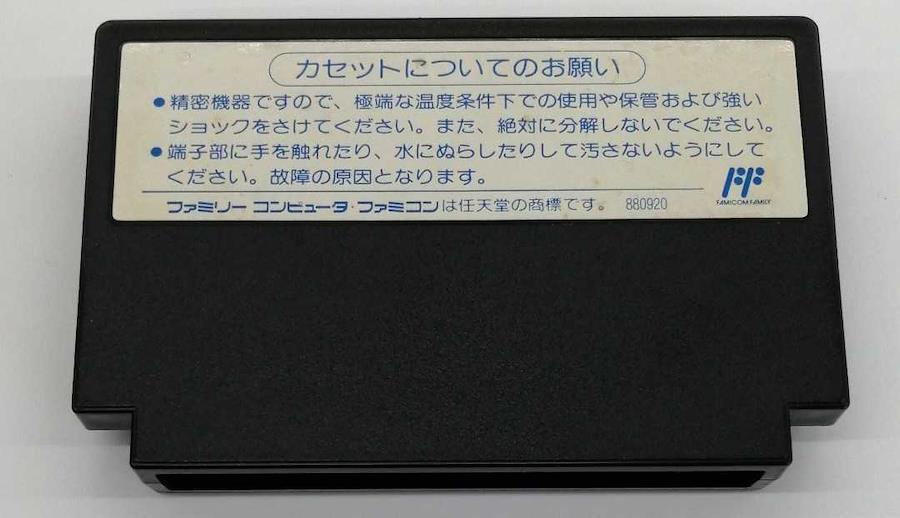 カセットについてのお願い
●精密機器ですので、極端な温度条件下での使用や保管および強い
ショックをさけてください。また、絶対に分解しないでください。
●端子部に手を触れたり、水にぬらしたりして汚さないようにして
ください。故障の原因となります。
FAMICOM FAMILY
ファミリー コンピュータ・ファミコンは任天堂の商標です。 880920